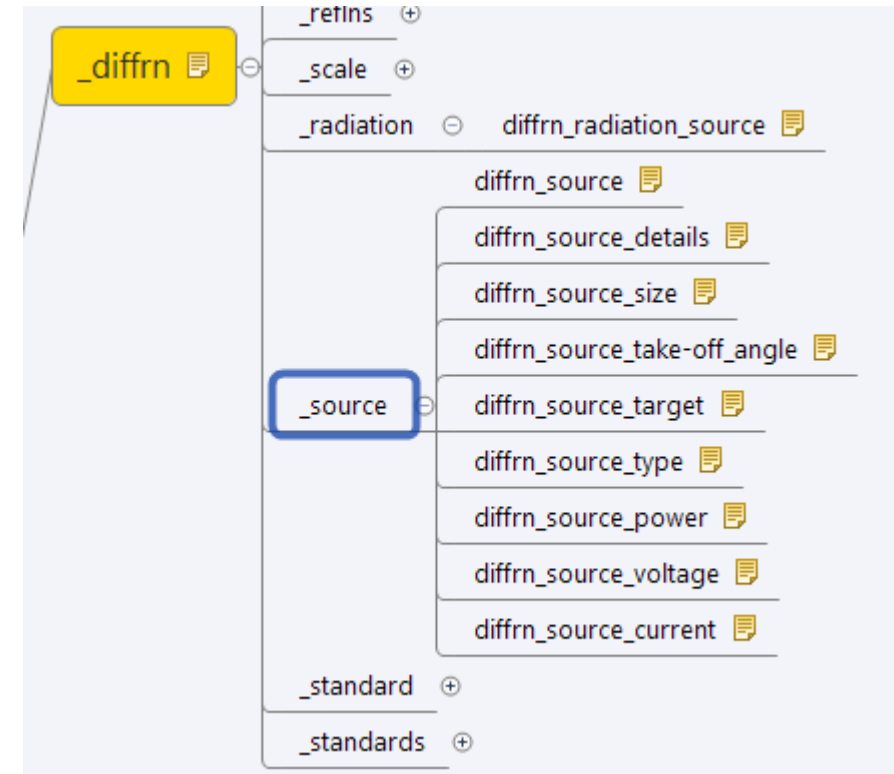 _reflns
_diffrn
_scale
_radiation diffrn_radiation_source
diffrn_source
diffrn_source_details
diffrn_source_size
diffrn_source_take-off_angle
_source diffrn_source_target
diffrn_source_type
diffrn_source_power
diffrn_source_voltage
diffrn_source_current
_standard
_standards